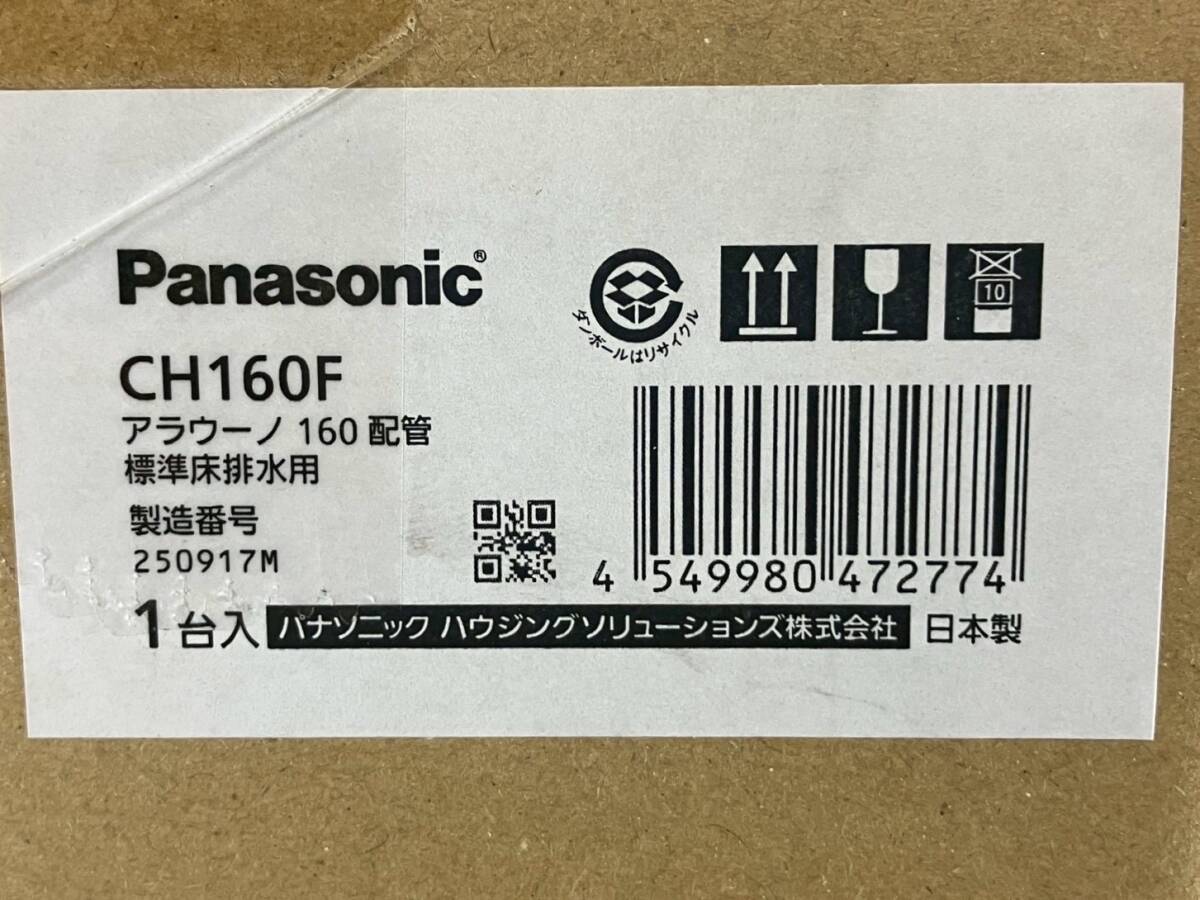 Panasonic®
CH160F
アラウーノ 160 配管
標準床排水用
製造番号
250917M
1台入
パナソニック ハウジングソリューションズ株式会社
日本製
ダンボールはリサイクル
10
4 549980 472774